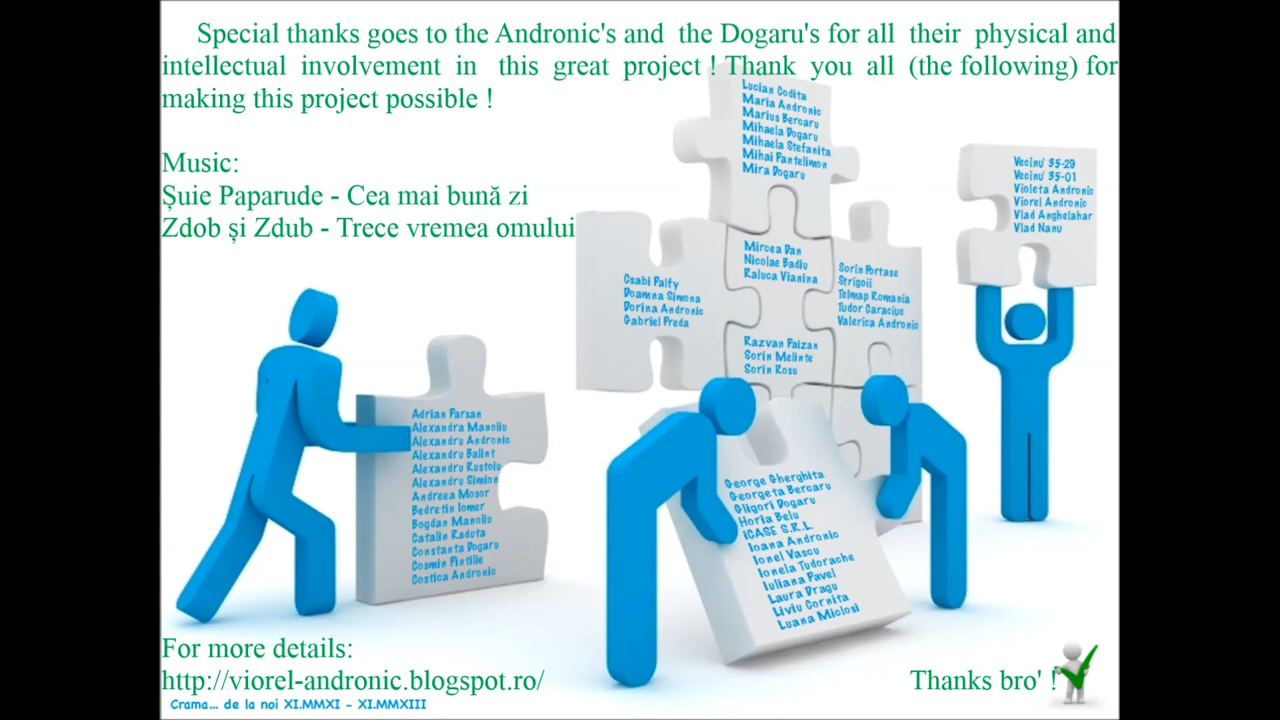 Special thanks goes to the Andronic's and the Dogaru's for all their physical and
intellectual involvement in this great project ! Thank you all (the following) for
making this project possible !
Music:
Șuie Paparude - Cea mai bună zi
Zdob și Zdub - Trece vremea omului
Lucian Codita
Maria Andronic
Marius Bercaru
Mihaela Dogaru
Mihaela Stefanita
Mihai Pantelimon
Mira Dogaru
Vecinu' 35-29
Vecinu' 35-01
Violeta Andronic
Viorel Andronic
Vlad Anghelahar
Vlad Nanu
Csabi Palfy
Doamna Simona
Dorina Andronic
Gabriel Preda
Mircea Dan
Nicolae Badiu
Raluca Vianina
Sorin Portase
Strigoii
Telmap Romania
Tudor Caraciuc
Valerica Andronic
Razvan Paizan
Sorin Melinte
Sorin Rosu
Adrian Parsan
Alexandra Manoliu
Alexandru Andronic
Alexandru Balint
Alexandru Rustoiu
Alexandru Simion
Andreea Mosor
Bedretin Iomer
Bogdan Manoliu
Catalin Raduta
Constanta Dogaru
Cosmin Pintilie
Costica Andronic
George Gherghita
Georgeta Bercaru
Gligori Dogaru
Horia Belu
iCASE S.R.L.
Ioana Andronic
Ionel Vascu
Ionela Tudorache
Iuliana Pavel
Laura Dragu
Liviu Cornita
Luana Miclosi
For more details:
http://viorel-andronic.blogspot.ro/
Thanks bro' !
Crama... de la noi XI.MMXI - XI.MMXIII